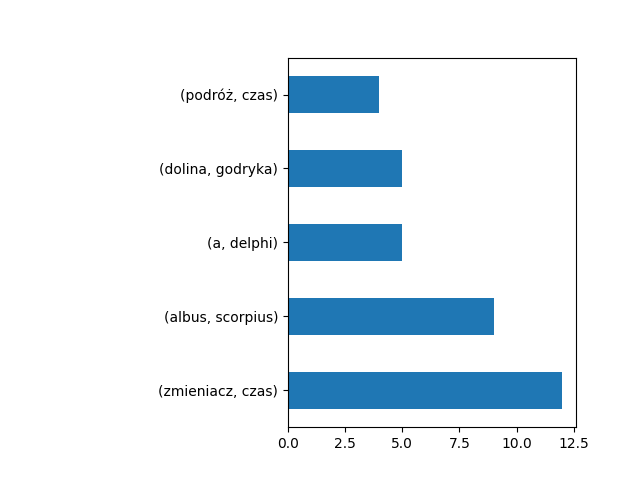 (podróż, czas)
(dolina, godryka)
(a, delphi)
(albus, scorpius)
(zmieniacz, czas)
0.0 2.5 5.0 7.5 10.0 12.5